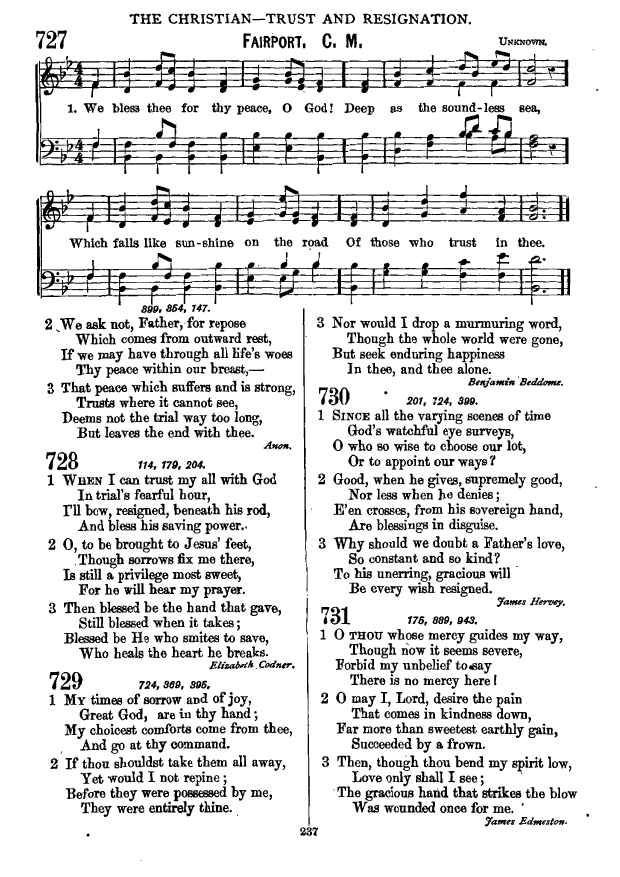 THE CHRISTIAN—TRUST AND RESIGNATION.
727
FAIRPORT. C. M.
UNKNOWN.
1. We bless thee for thy peace, O God! Deep as the sound-less sea,
Which falls like sun-shine on the road Of those who trust in thee.
899, 854, 147.
2 We ask not, Father, for repose
Which comes from outward rest,
If we may have through all life's woes
Thy peace within our breast,—
3 That peace which suffers and is strong,
Trusts where it cannot see,
Deems not the trial way too long,
But leaves the end with thee.
Anon.
728
114, 179, 204.
1 WHEN I can trust my all with God
In trial's fearful hour,
I'll bow, resigned, beneath his rod,
And bless his saving power.
2 O, to be brought to Jesus' feet,
Though sorrows fix me there,
Is still a privilege most sweet,
For he will hear my prayer.
3 Then blessed be the hand that gave,
Still blessed when it takes;
Blessed be He who smites to save,
Who heals the heart he breaks.
Elizabeth Codner.
729
724, 369, 395.
1 MY times of sorrow and of joy,
Great God, are in thy hand;
My choicest comforts come from thee,
And go at thy command.
2 If thou shouldst take them all away,
Yet would I not repine;
Before they were possessed by me,
They were entirely thine.
3 Nor would I drop a murmuring word,
Though the whole world were gone,
But seek enduring happiness
In thee, and thee alone.
Benjamin Beddome.
730
201, 724, 399.
1 SINCE all the varying scenes of time
God's watchful eye surveys,
O who so wise to choose our lot,
Or to appoint our ways?
2 Good, when he gives, supremely good,
Nor less when he denies;
E'en crosses, from his sovereign hand,
Are blessings in disguise.
3 Why should we doubt a Father's love,
So constant and so kind?
To his unerring, gracious will
Be every wish resigned.
James Hervey.
731
175, 889, 943.
1 O THOU whose mercy guides my way,
Though now it seems severe,
Forbid my unbelief to say
There is no mercy here!
2 O may I, Lord, desire the pain
That comes in kindness down,
Far more than sweetest earthly gain,
Succeeded by a frown.
3 Then, though thou bend my spirit low,
Love only shall I see;
The gracious hand that strikes the blow
Was wounded once for me.
James Edmeston.
237